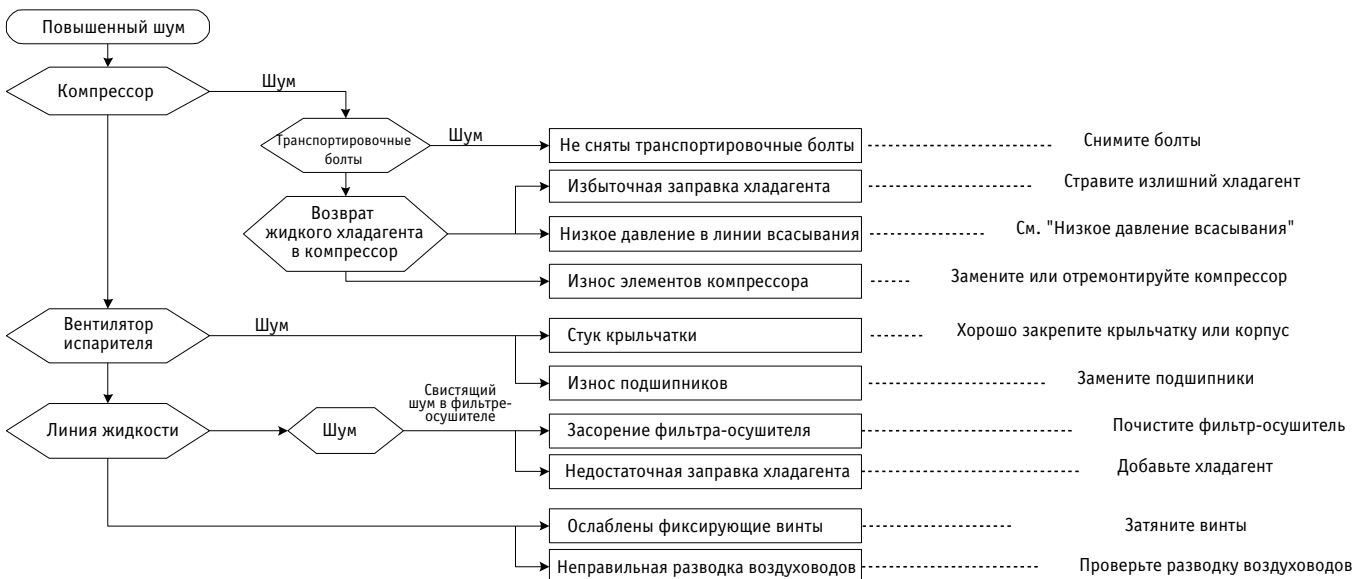 Повышенный шум
Компрессор
Шум
Транспортировочные
болты
Шум
Не сняты транспортировочные болты
Снимите болты
Возврат
жидкого хладагента
в компрессор
Избыточная заправка хладагента
Стравите излишний хладагент
Низкое давление в линии всасывания
См. "Низкое давление всасывания"
Износ элементов компрессора
Замените или отремонтируйте компрессор
Вентилятор
испарителя
Шум
Стук крыльчатки
Хорошо закрепите крыльчатку или корпус
Износ подшипников
Замените подшипники
Линия жидкости
Шум
Свистящий
шум в фильтре-
осушителе
Засорение фильтра-осушителя
Почистите фильтр-осушитель
Недостаточная заправка хладагента
Добавьте хладагент
Ослаблены фиксирующие винты
Затяните винты
Неправильная разводка воздуховодов
Проверьте разводку воздуховодов